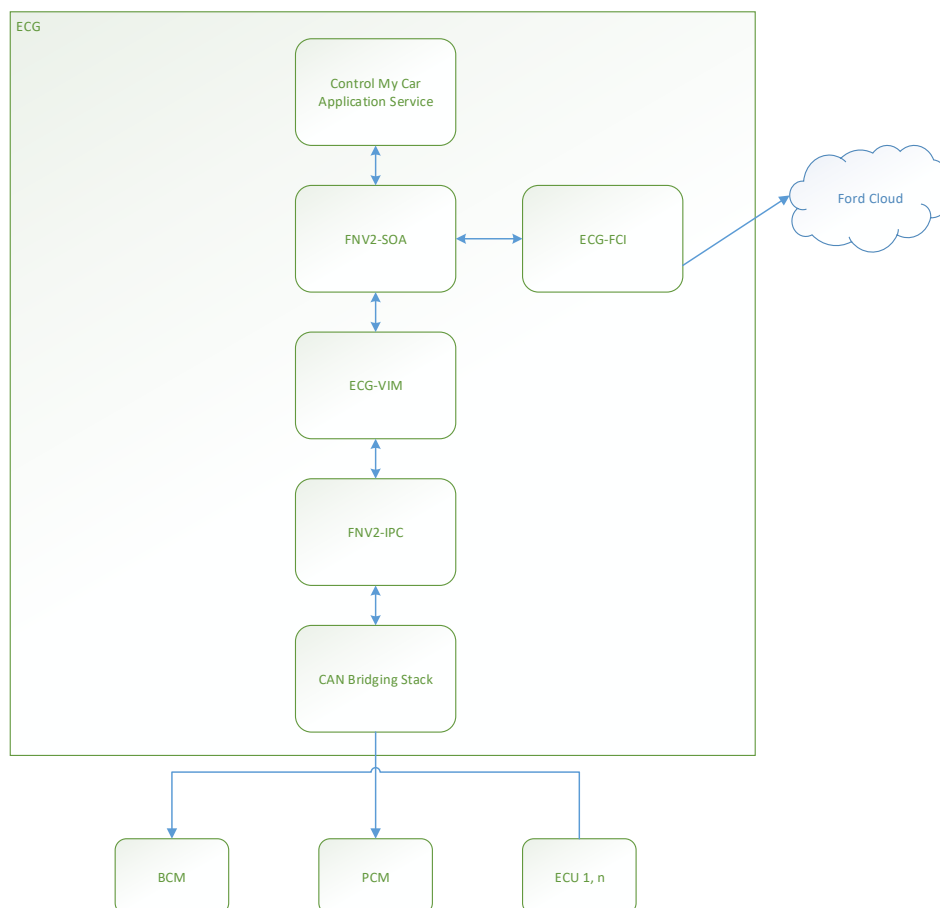 ECG
Control My Car
Application Service
FNV2-SOA
ECG-FCI
Ford Cloud
ECG-VIM
FNV2-IPC
CAN Bridging Stack
BCM
PCM
ECU 1, n